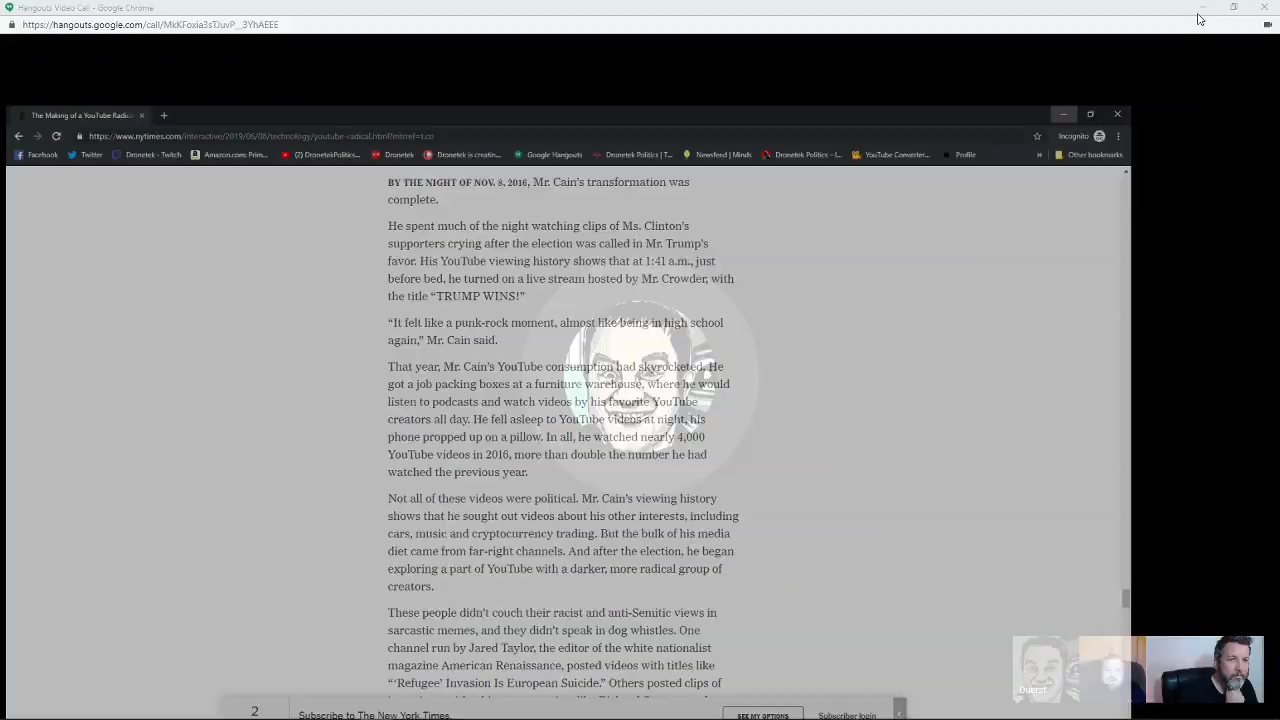 Hangouts Video Call - Google Chrome
https://hangouts.google.com/call/MkKFoxia3sTJuvP__3YhAEEE
The Making of a YouTube Radica
https://www.nytimes.com/interactive/2019/06/08/technology/youtube-radical.html?mtrref=t.co
Incognito
Facebook Twitter Dronetek - Twitch Amazon.com: Prim... (2) DronetekPolitics... Dronetek Dronetek is creatin... Google Hangouts Dronetek Politics | T... Newsfeed | Minds Dronetek Politics – I... YouTube Converter... Profile » Other bookmarks
BY THE NIGHT OF NOV. 8, 2016, Mr. Cain's transformation was
complete.
He spent much of the night watching clips of Ms. Clinton's
supporters crying after the election was called in Mr. Trump's
favor. His YouTube viewing history shows that at 1:41 a.m., just
before bed, he turned on a live stream hosted by Mr. Crowder, with
the title “TRUMP WINS!”
“It felt like a punk-rock moment, almost like being in high school
again,” Mr. Cain said.
That year, Mr. Cain's YouTube consumption had skyrocketed. He
got a job packing boxes at a furniture warehouse, where he would
listen to podcasts and watch videos by his favorite YouTube
creators all day. He fell asleep to YouTube videos at night, his
phone propped up on a pillow. In all, he watched nearly 4,000
YouTube videos in 2016, more than double the number he had
watched the previous year.
Not all of these videos were political. Mr. Cain's viewing history
shows that he sought out videos about his other interests, including
cars, music and cryptocurrency trading. But the bulk of his media
diet came from far-right channels. And after the election, he began
exploring a part of YouTube with a darker, more radical group of
creators.
These people didn't couch their racist and anti-Semitic views in
sarcastic memes, and they didn't speak in dog whistles. One
channel run by Jared Taylor, the editor of the white nationalist
magazine American Renaissance, posted videos with titles like
“‘Refugee’ Invasion Is European Suicide.” Others posted clips of
Duerst
2 Subscribe to The New York Times. SEE MY OPTIONS Subscriber login